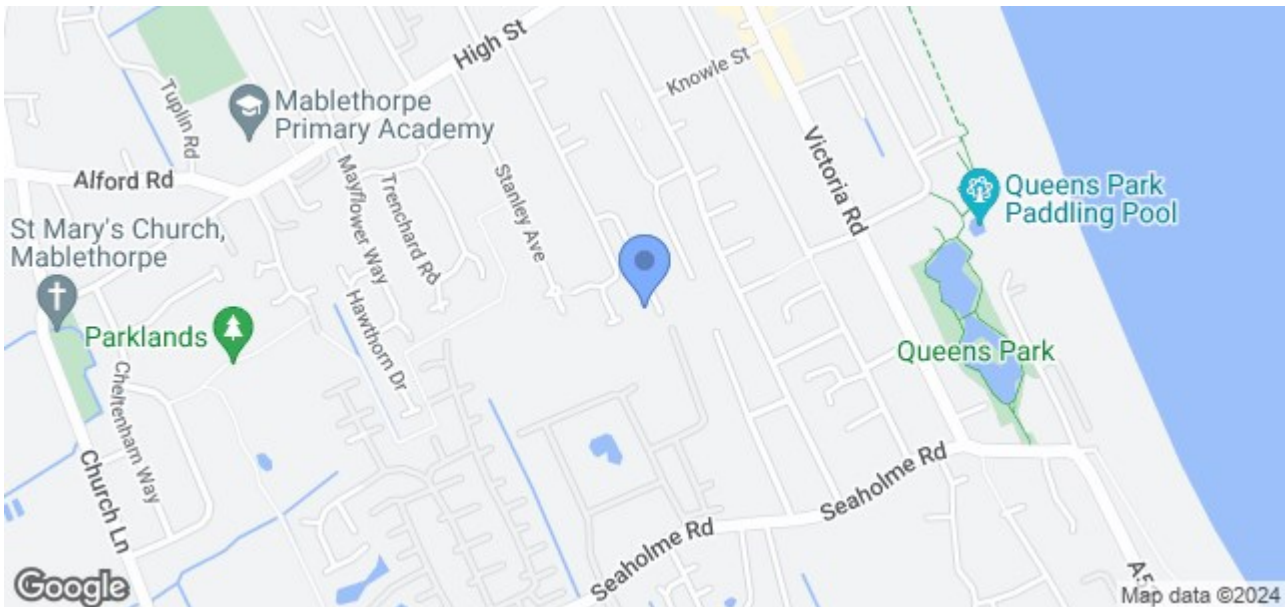 High St
Knowle St
Tuplin Rd
Mablethorpe
Primary Academy
Victoria Rd
Alford Rd
Mayflower Way
Trenchard Rd
Stanley Ave
Queens Park
Paddling Pool
St Mary's Church,
Mablethorpe
Hawthorn Dr
Parklands
Queens Park
Cheltenham Way
Church Ln
Seaholme Rd
Seaholme Rd
Google
Map data ©2024